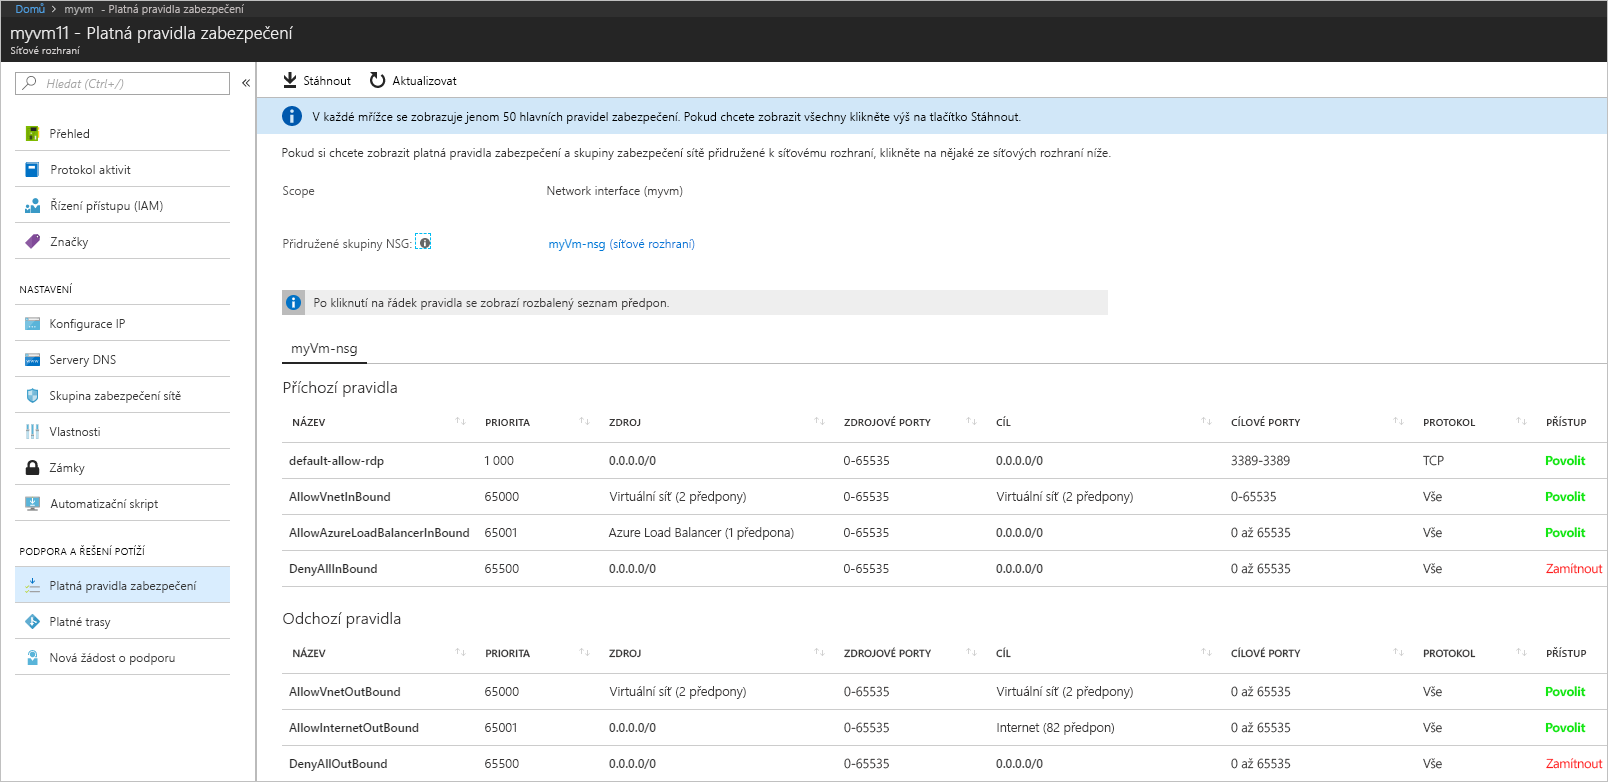 Domů > myvm - Platná pravidla zabezpečení
myvm11 - Platná pravidla zabezpečení
Síťové rozhraní
Hledat (Ctrl+/)
«
Přehled
Protokol aktivit
Řízení přístupu (IAM)
Značky
NASTAVENÍ
Konfigurace IP
Servery DNS
Skupina zabezpečení sítě
Vlastnosti
Zámky
Automatizační skript
PODPORA A ŘEŠENÍ POTÍŽÍ
Platná pravidla zabezpečení
Platné trasy
Nová žádost o podporu
Stáhnout Aktualizovat
V každé mřížce se zobrazuje jenom 50 hlavních pravidel zabezpečení. Pokud chcete zobrazit všechny klikněte výš na tlačítko Stáhnout.
Pokud si chcete zobrazit platná pravidla zabezpečení a skupiny zabezpečení sítě přidružené k síťovému rozhraní, klikněte na nějaké ze síťových rozhraní níže.
Scope Network interface (myvm)
Přidružené skupiny NSG: myVm-nsg (síťové rozhraní)
Po kliknutí na řádek pravidla se zobrazí rozbalený seznam předpon.
myVm-nsg
Příchozí pravidla
NÁZEV PRIORITA ZDROJ ZDROJOVÉ PORTY CÍL CÍLOVÉ PORTY PROTOKOL PŘÍSTUP
default-allow-rdp 1 000 0.0.0.0/0 0-65535 0.0.0.0/0 3389-3389 TCP Povolit
AllowVnetInBound 65000 Virtuální síť (2 předpony) 0-65535 Virtuální síť (2 předpony) 0-65535 Vše Povolit
AllowAzureLoadBalancerInBound 65001 Azure Load Balancer (1 předpona) 0-65535 0.0.0.0/0 0 až 65535 Vše Povolit
DenyAllInBound 65500 0.0.0.0/0 0-65535 0.0.0.0/0 0 až 65535 Vše Zamítnout
Odchozí pravidla
NÁZEV PRIORITA ZDROJ ZDROJOVÉ PORTY CÍL CÍLOVÉ PORTY PROTOKOL PŘÍSTUP
AllowVnetOutBound 65000 Virtuální síť (2 předpony) 0-65535 Virtuální síť (2 předpony) 0 až 65535 Vše Povolit
AllowInternetOutBound 65001 0.0.0.0/0 0-65535 Internet (82 předpon) 0 až 65535 Vše Povolit
DenyAllOutBound 65500 0.0.0.0/0 0-65535 0.0.0.0/0 0 až 65535 Vše Zamítnout